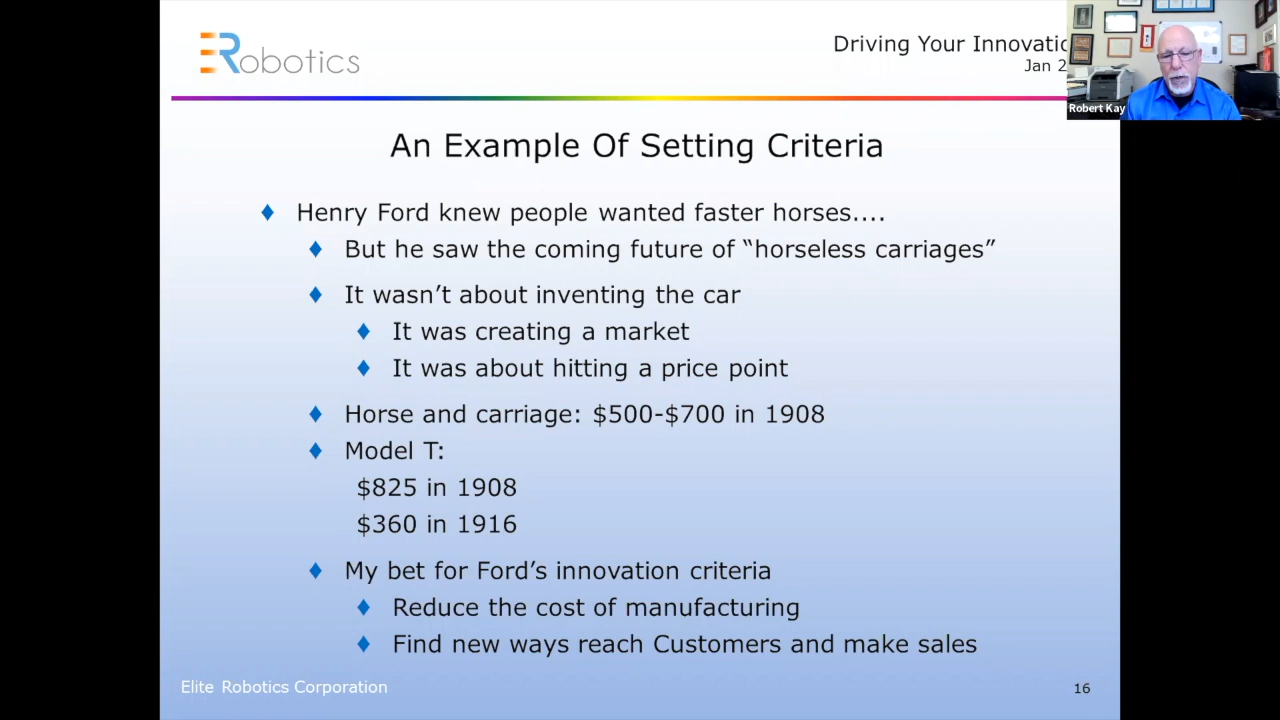 ERobotics
Driving Your Innovatio
Jan 2
Robert Kay
An Example Of Setting Criteria
Henry Ford knew people wanted faster horses....
But he saw the coming future of “horseless carriages”
It wasn’t about inventing the car
It was creating a market
It was about hitting a price point
Horse and carriage: $500-$700 in 1908
Model T:
$825 in 1908
$360 in 1916
My bet for Ford’s innovation criteria
Reduce the cost of manufacturing
Find new ways reach Customers and make sales
Elite Robotics Corporation
16